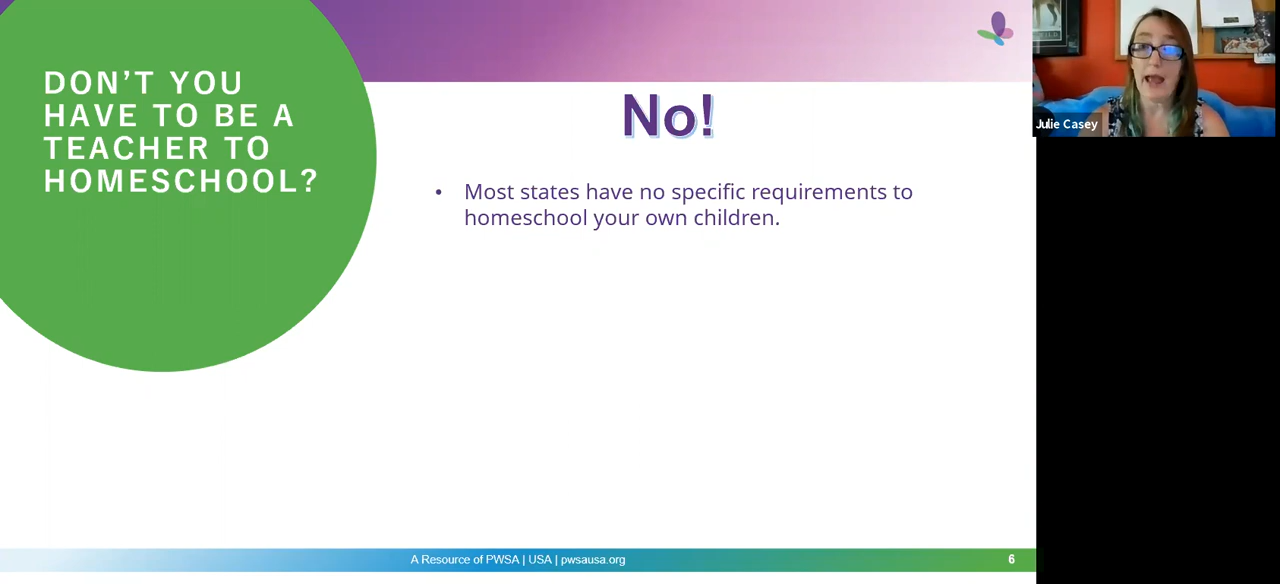 DON'T YOU
HAVE TO BE A
TEACHER TO
HOMESCHOOL?
No!
• Most states have no specific requirements to
homeschool your own children.
Julie Casey
A Resource of PWSA | USA | pwsausa.org
6